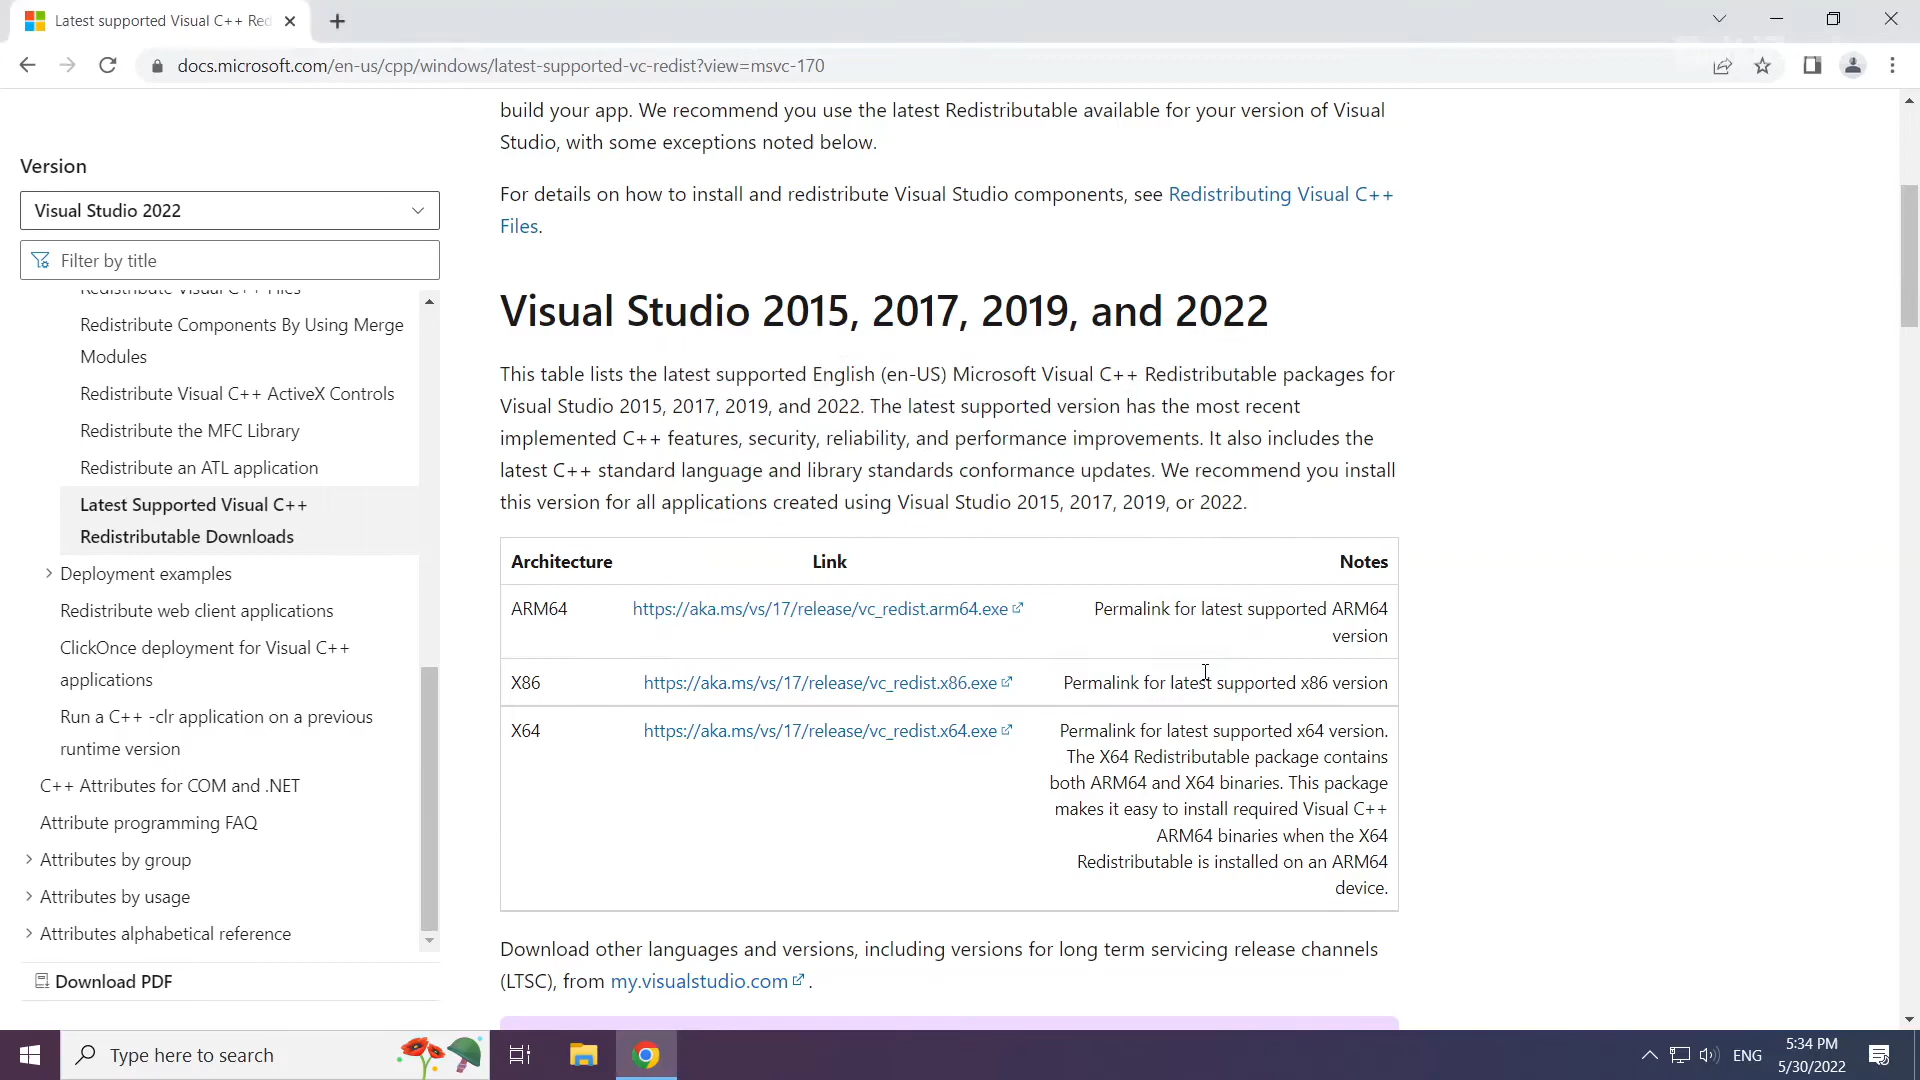 Latest supported Visual C++ Red
docs.microsoft.com/en-us/cpp/windows/latest-supported-vc-redist?view=msvc-170
Version
Visual Studio 2022
Filter by title
Redistribute Visual C++ Files
Redistribute Components By Using Merge
Modules
Redistribute Visual C++ ActiveX Controls
Redistribute the MFC Library
Redistribute an ATL application
Latest Supported Visual C++
Redistributable Downloads
Deployment examples
Redistribute web client applications
ClickOnce deployment for Visual C++
applications
Run a C++ -clr application on a previous
runtime version
C++ Attributes for COM and .NET
Attribute programming FAQ
Attributes by group
Attributes by usage
Attributes alphabetical reference
Download PDF
build your app. We recommend you use the latest Redistributable available for your version of Visual
Studio, with some exceptions noted below.
For details on how to install and redistribute Visual Studio components, see Redistributing Visual C++
Files.
Visual Studio 2015, 2017, 2019, and 2022
This table lists the latest supported English (en-US) Microsoft Visual C++ Redistributable packages for
Visual Studio 2015, 2017, 2019, and 2022. The latest supported version has the most recent
implemented C++ features, security, reliability, and performance improvements. It also includes the
latest C++ standard language and library standards conformance updates. We recommend you install
this version for all applications created using Visual Studio 2015, 2017, 2019, or 2022.
Architecture Link Notes
ARM64 https://aka.ms/vs/17/release/vc_redist.arm64.exe Permalink for latest supported ARM64
version
X86 https://aka.ms/vs/17/release/vc_redist.x86.exe Permalink for latest supported x86 version
X64 https://aka.ms/vs/17/release/vc_redist.x64.exe Permalink for latest supported x64 version.
The X64 Redistributable package contains
both ARM64 and X64 binaries. This package
makes it easy to install required Visual C++
ARM64 binaries when the X64
Redistributable is installed on an ARM64
device.
Download other languages and versions, including versions for long term servicing release channels
(LTSC), from my.visualstudio.com .
Type here to search
ENG
5:34 PM
5/30/2022